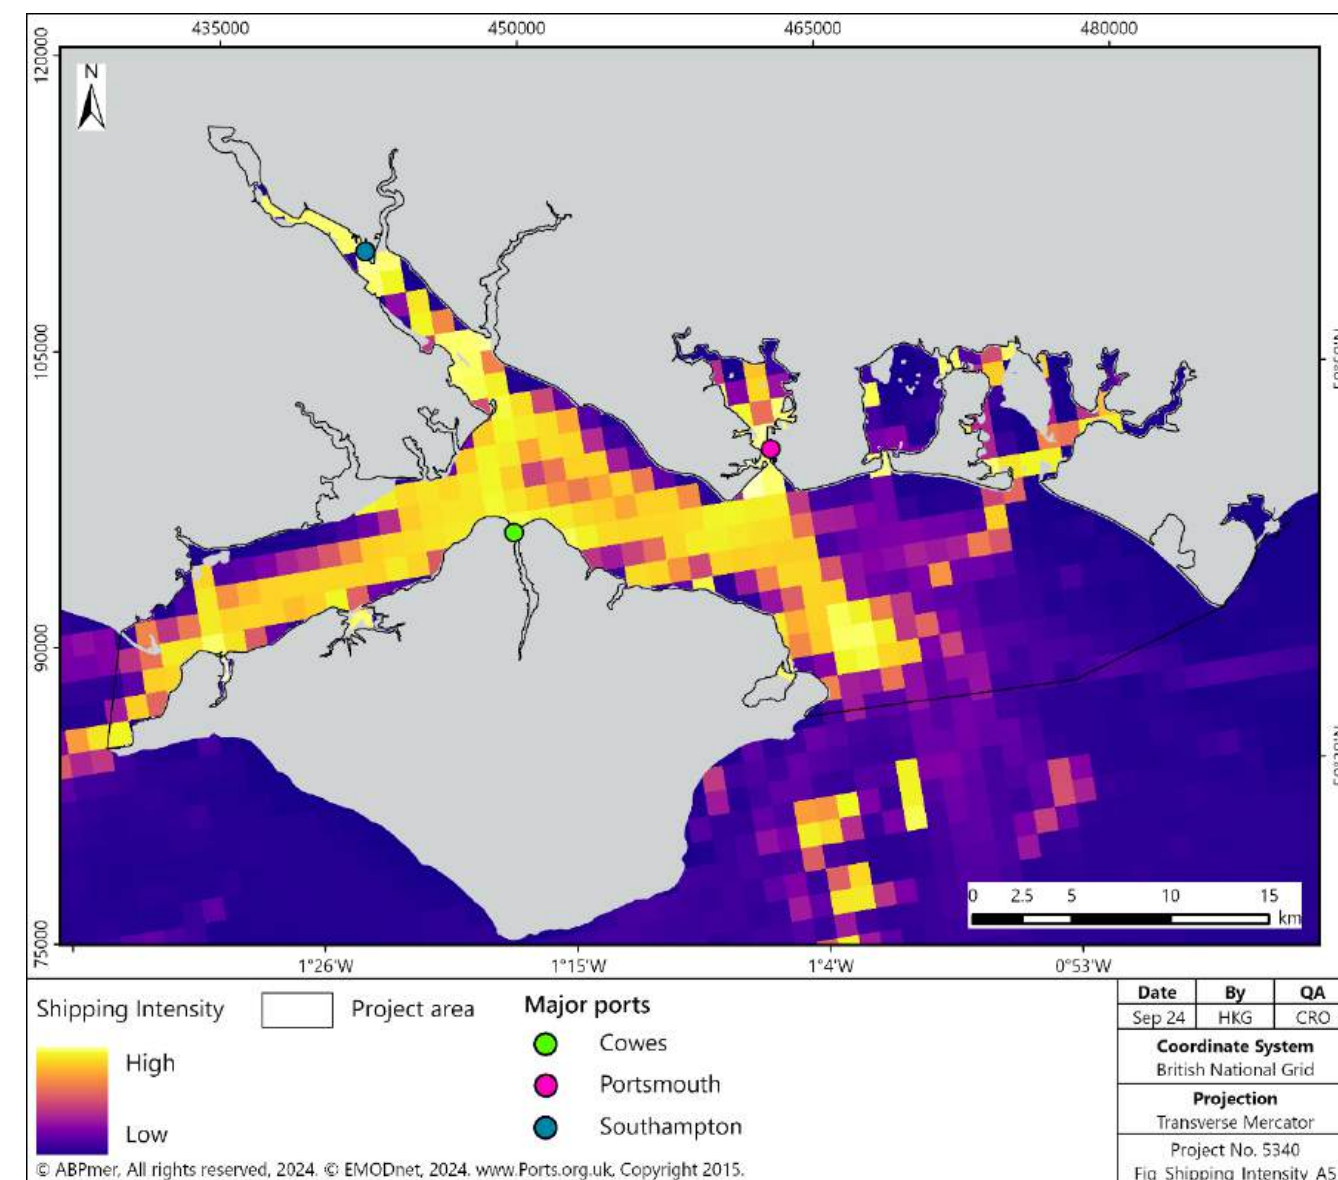 435000 450000 465000 480000
120000
N
105000
90000
75000
0 2.5 5 10 15
km
1°26'W 1°15'W 1°4'W 0°53'W
Shipping Intensity
High
Low
Project area
Major ports
Cowes
Portsmouth
Southampton
Date By QA
Sep 24 HKG CRO
Coordinate System
British National Grid
Projection
Transverse Mercator
Project No. 5340
Fig_Shipping_Intensity_A5
© ABPmer, All rights reserved, 2024. © EMODnet, 2024. www.Ports.org.uk, Copyright 2015.